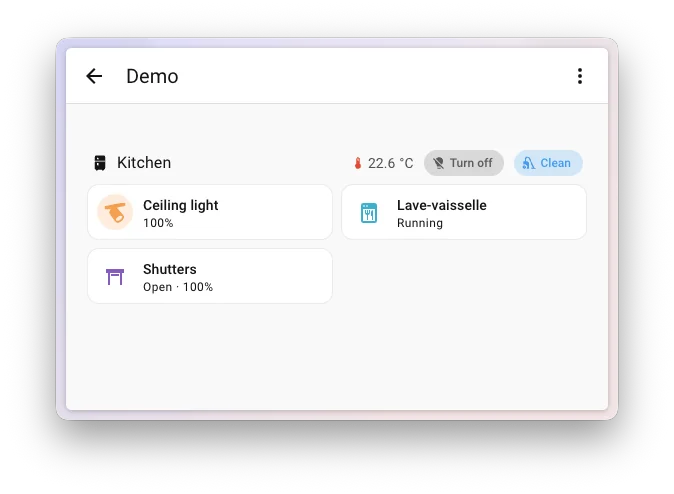 Demo
Kitchen
22.6 °C
Turn off
Clean
Ceiling light
100%
Lave-vaisselle
Running
Shutters
Open · 100%